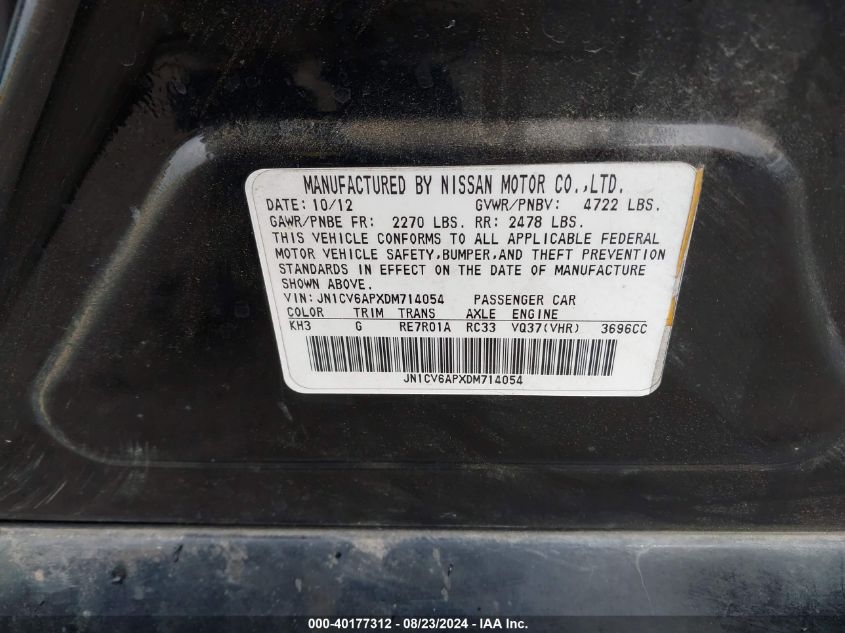 MANUFACTURED BY NISSAN MOTOR CO.,LTD.
DATE: 10/12 GVWR/PNBV: 4722 LBS.
GAWR/PNBE FR: 2270 LBS. RR: 2478 LBS.
THIS VEHICLE CONFORMS TO ALL APPLICABLE FEDERAL
MOTOR VEHICLE SAFETY,BUMPER,AND THEFT PREVENTION
STANDARDS IN EFFECT ON THE DATE OF MANUFACTURE
SHOWN ABOVE.
VIN: JN1CV6APXDM714054 PASSENGER CAR
COLOR TRIM TRANS AXLE ENGINE
KH3 G RE7R01A RC33 VQ37(VHR) 3696CC
JN1CV6APXDM714054
000-40177312 - 08/23/2024 - IAA Inc.